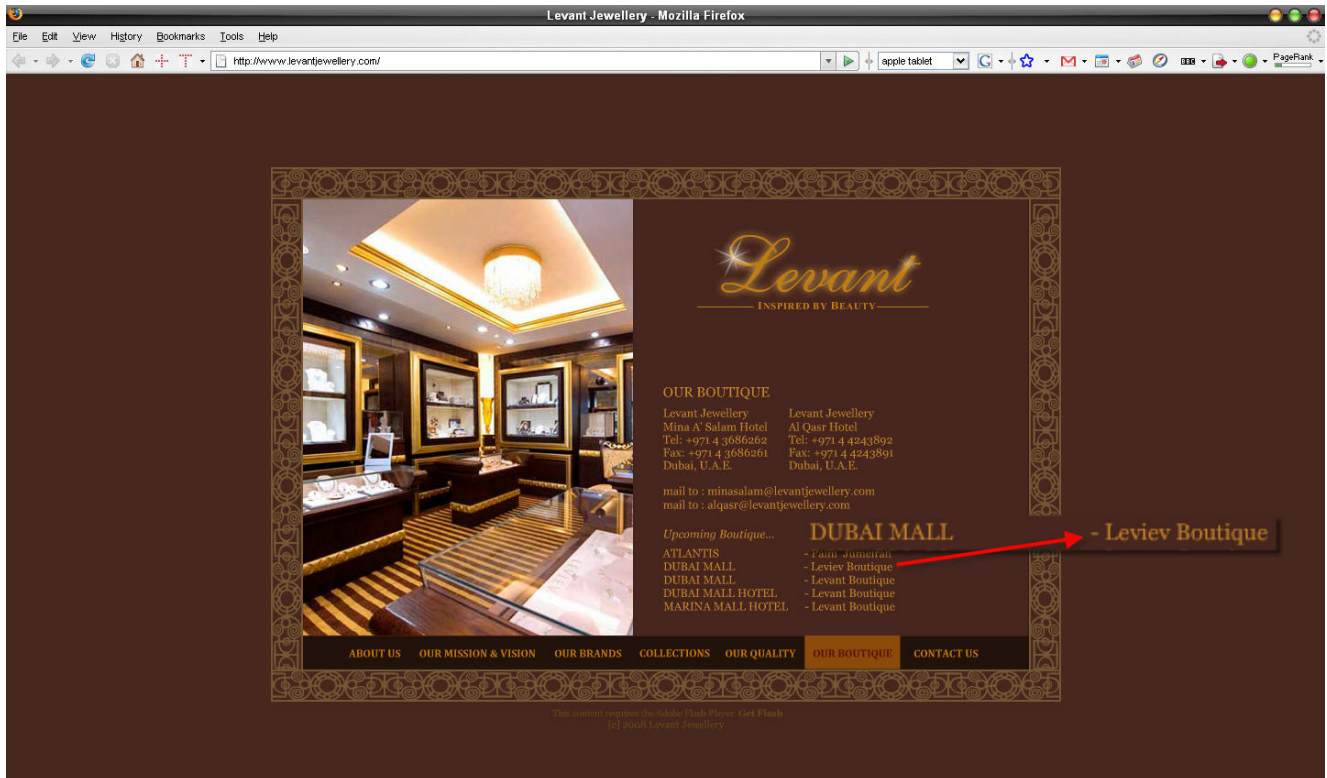 Levant Jewellery - Mozilla Firefox
File Edit View History Bookmarks Tools Help
http://www.levantjewellery.com/ apple tablet PageRank
Levant
INSPIRED BY BEAUTY
OUR BOUTIQUE
Levant Jewellery Levant Jewellery
Mina A' Salam Hotel Al Qasr Hotel
Tel: +971 4 3686262 Tel: +971 4 4243892
Fax: +971 4 3686261 Fax: +971 4 4243891
Dubai, U.A.E. Dubai, U.A.E.
mail to : minasalam@levantjewellery.com
mail to : alqasr@levantjewellery.com
Upcoming Boutique... DUBAI MALL - Leviev Boutique
ATLANTIS - Palm Jumeirah
DUBAI MALL - Leviev Boutique
DUBAI MALL - Levant Boutique
DUBAI MALL HOTEL - Levant Boutique
MARINA MALL HOTEL - Levant Boutique
ABOUT US OUR MISSION & VISION OUR BRANDS COLLECTIONS OUR QUALITY OUR BOUTIQUE CONTACT US
This content requires the Adobe Flash Player. Get Flash
[c] 2008 Levant Jewellery